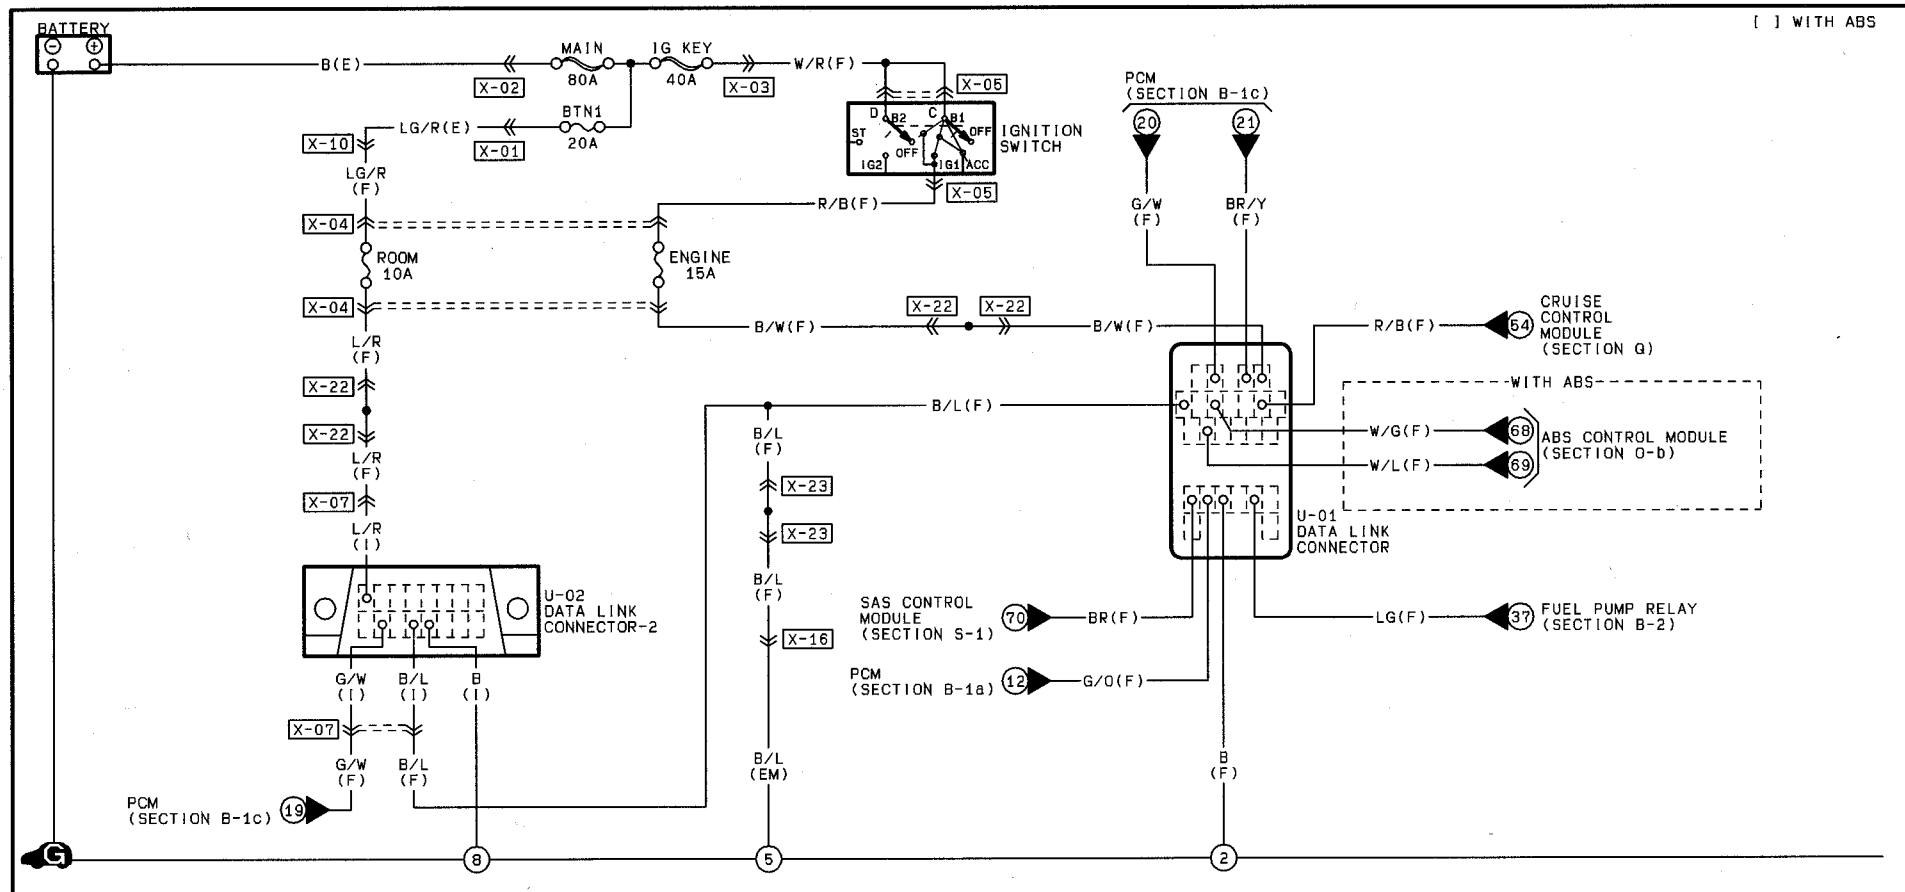 [ ] WITH ABS
BATTERY
− +
B(E)
X-02
MAIN
80A
IG KEY
40A
X-03
W/R(F)
X-05
BTN1
20A
X-01
LG/R(E)
X-10
LG/R
(F)
D B2 C B1
ST OFF OFF
IG2 IG1 ACC
IGNITION
SWITCH
X-05
R/B(F)
PCM
(SECTION B-1c)
20 21
G/W
(F)
BR/Y
(F)
X-04
ROOM
10A
ENGINE
15A
X-04
L/R
(F)
B/W(F)
X-22 X-22
B/W(F)
R/B(F)
54
CRUISE
CONTROL
MODULE
(SECTION Q)
X-22
X-22
L/R
(F)
X-07
L/R
(I)
B/L(F)
B/L
(F)
X-23
X-23
B/L
(F)
X-16
B/L
(EM)
WITH ABS
W/G(F)
68
W/L(F)
69
ABS CONTROL MODULE
(SECTION O-b)
U-01
DATA LINK
CONNECTOR
U-02
DATA LINK
CONNECTOR-2
SAS CONTROL
MODULE
(SECTION S-1)
70
BR(F)
LG(F)
37
FUEL PUMP RELAY
(SECTION B-2)
PCM
(SECTION B-1a)
12
G/O(F)
G/W
(I)
B/L
(I)
B
(I)
X-07
G/W
(F)
B/L
(F)
B
(F)
PCM
(SECTION B-1c)
19
G
8
5
2